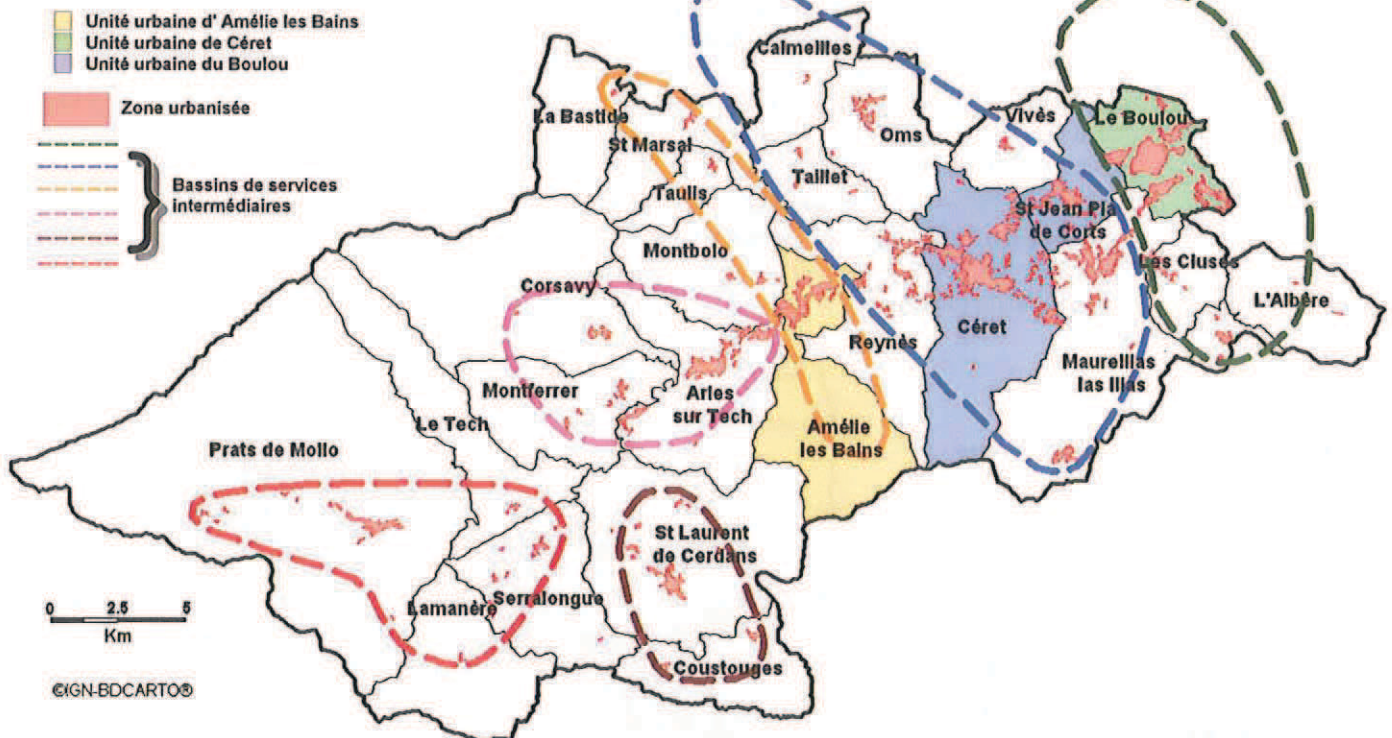 Unité urbaine d' Amélie les Bains
Unité urbaine de Céret
Unité urbaine du Boulou
Zone urbanisée
Bassins de services
intermédiaires
Calmeilles
La Bastide
Oms
Vivès
Le Boulou
St Marsal
Taillet
Taulis
St Jean Pla
de Corts
Montbolo
Les Cluses
Corsavy
L'Albère
Céret
Reynès
Maureillas
las Illas
Montferrer
Arles
sur Tech
Le Tech
Amélie
les Bains
Prats de Mollo
St Laurent
de Cerdans
Lamanère
Serralongue
Coustouges
0 2.5 5
Km
©IGN-BDCARTO®